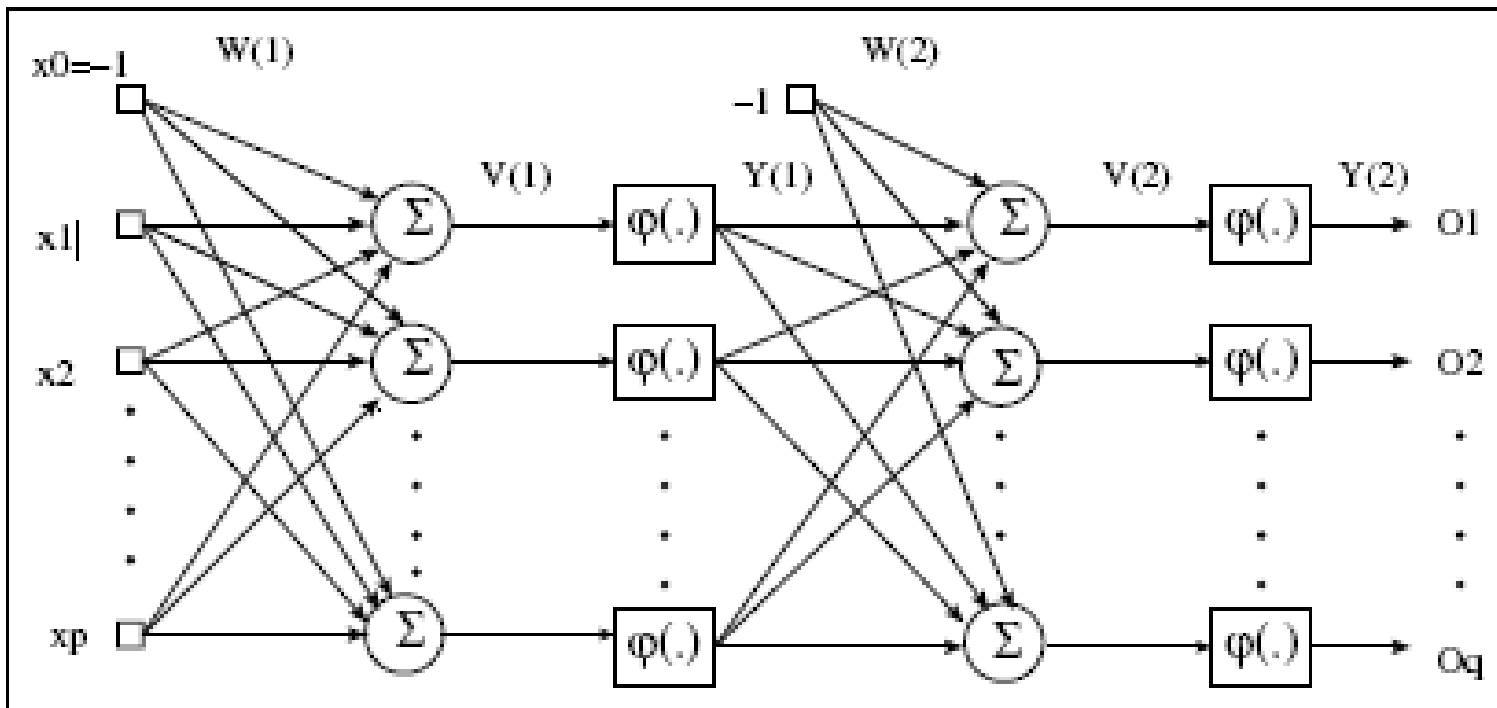 W(1) W(2)
x0=−1
−1
V(1) Y(1) V(2) Y(2)
x1| Σ φ(.) Σ φ(.) O1
x2 Σ φ(.) Σ φ(.) O2
xp Σ φ(.) Σ φ(.) Oq